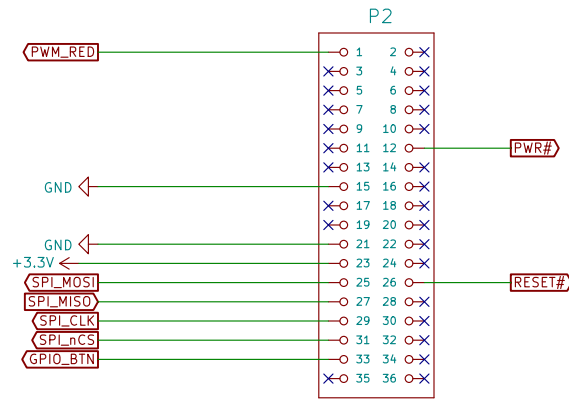 P2
PWM_RED 1 2
3 4
5 6
7 8
9 10
11 12 PWR#
13 14
GND 15 16
17 18
19 20
GND 21 22
+3.3V 23 24
SPI_MOSI 25 26 RESET#
SPI_MISO 27 28
SPI_CLK 29 30
SPI_nCS 31 32
GPIO_BTN 33 34
35 36